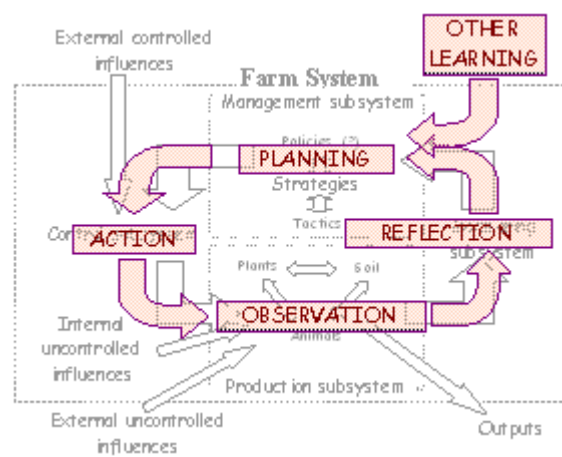 OTHER
LEARNING
External controlled
influences
Farm System
Management subsystem
Policies (?)
PLANNING
Strategies
Tactics
ACTION
REFLECTION
subsystem
Plants
Soil
OBSERVATION
Animals
Internal
uncontrolled
influences
Production subsystem
External uncontrolled
influences
Outputs